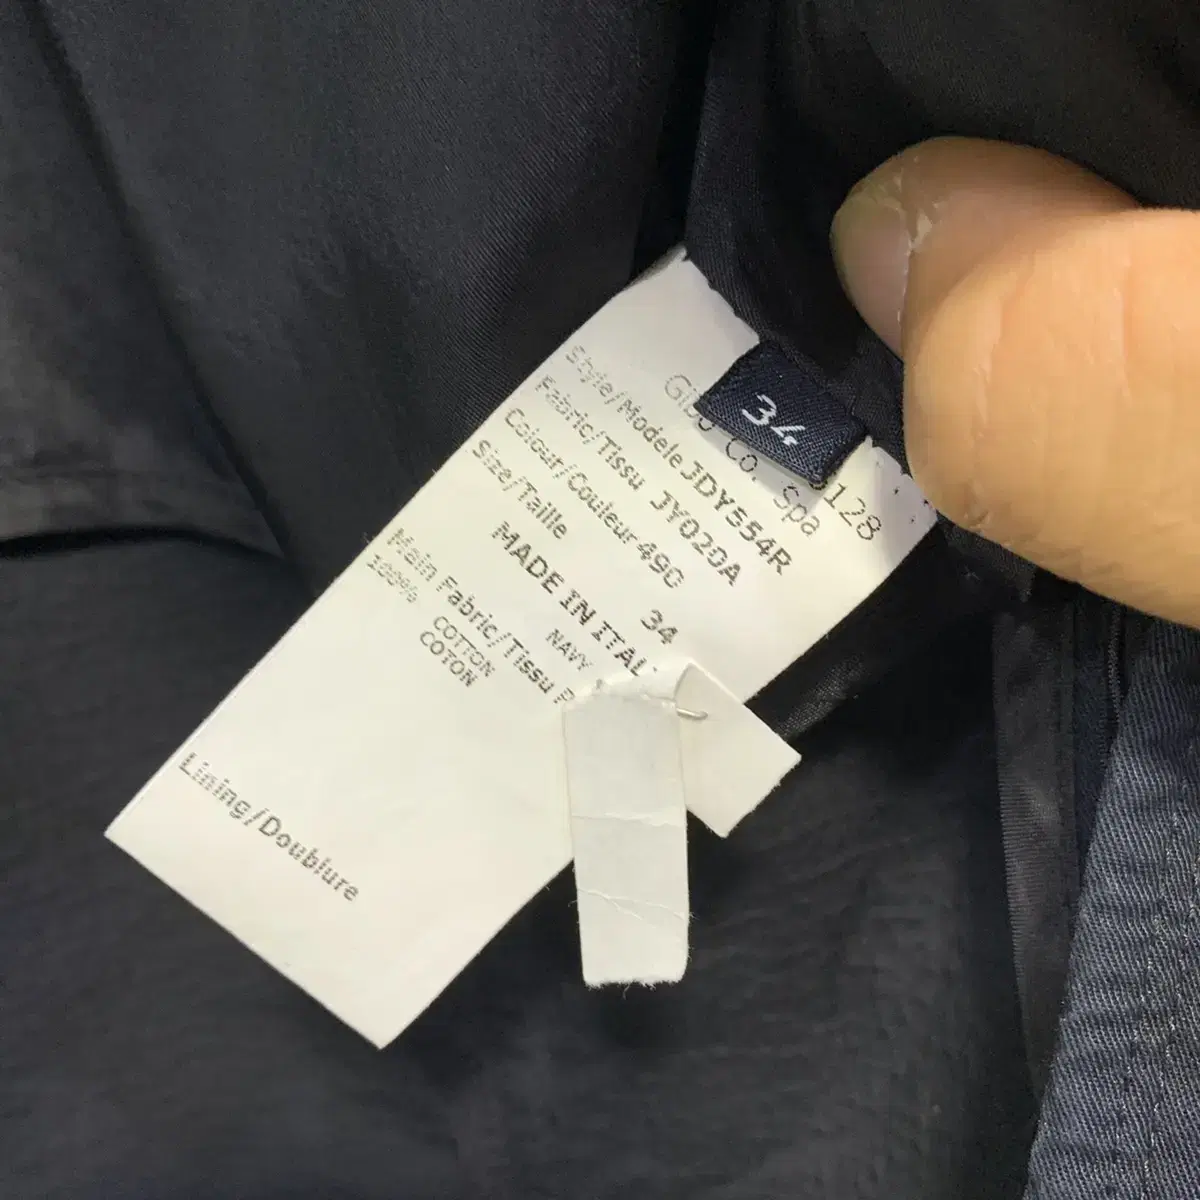 34
Co. Spa
128
Style/Modele JDY554R
Fabric/Tissu JY020A
Colour/Couleur 490
NAVY
Size/Taille 34
MADE IN ITAL
Main Fabric/Tissu P
100% COTTON
COTON
Lining/Doublure